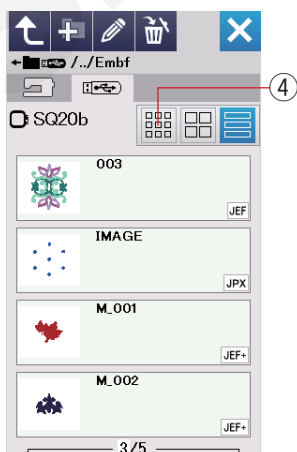 /../Embf
④
SQ20b
003
JEF
IMAGE
JPX
M_001
JEF+
M_002
JEF+
3/5